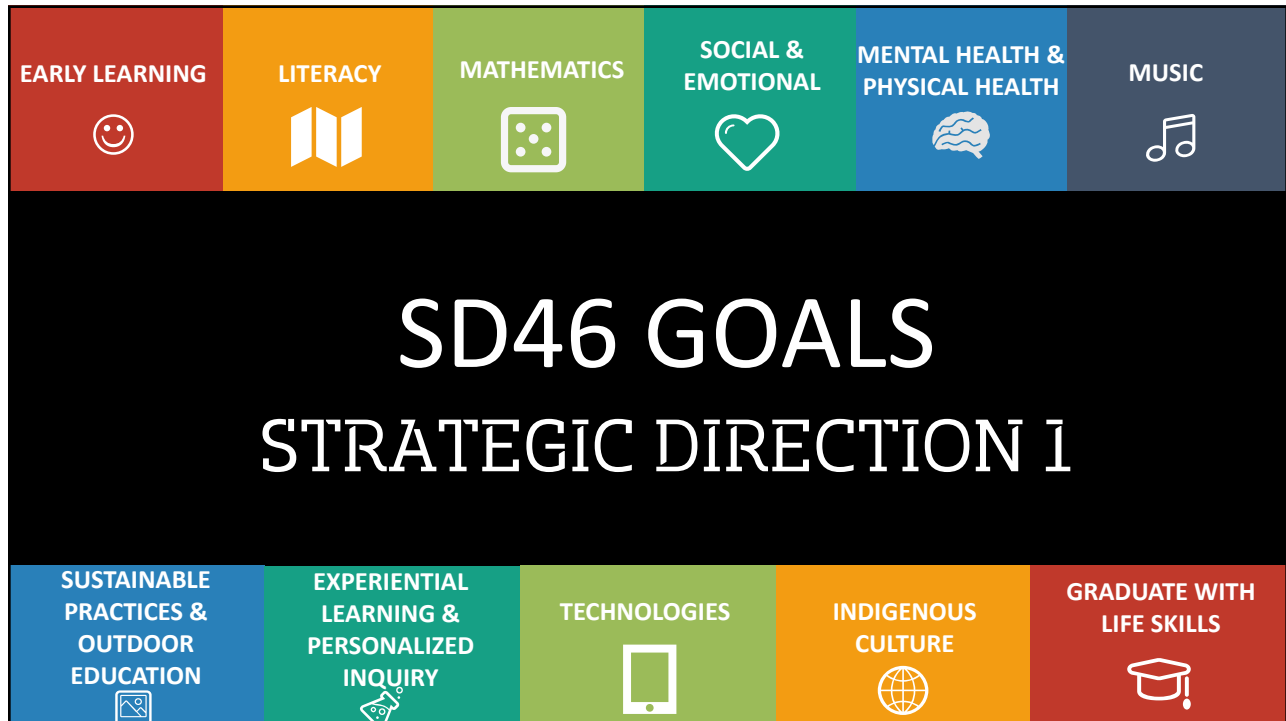 EARLY LEARNING
LITERACY
MATHEMATICS
SOCIAL &
EMOTIONAL
MENTAL HEALTH &
PHYSICAL HEALTH
MUSIC
SD46 GOALS
STRATEGIC DIRECTION 1
SUSTAINABLE
PRACTICES &
OUTDOOR
EDUCATION
EXPERIENTIAL
LEARNING &
PERSONALIZED
INQUIRY
TECHNOLOGIES
INDIGENOUS
CULTURE
GRADUATE WITH
LIFE SKILLS